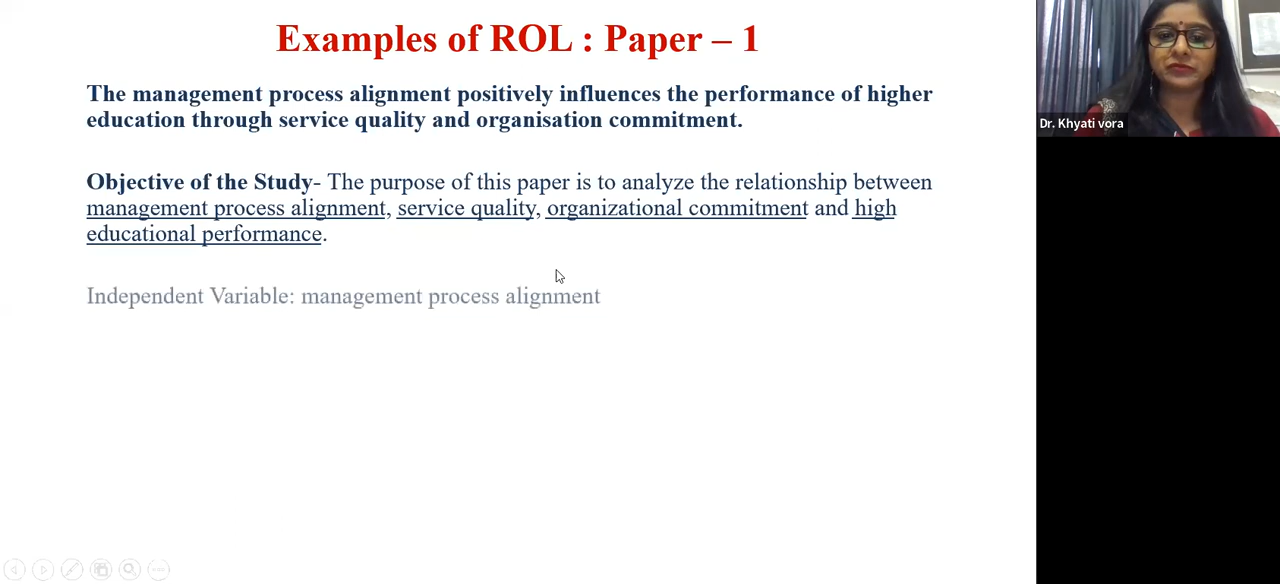 Examples of ROL : Paper – 1
The management process alignment positively influences the performance of higher
education through service quality and organisation commitment.
Objective of the Study- The purpose of this paper is to analyze the relationship between
management process alignment, service quality, organizational commitment and high
educational performance.
Independent Variable: management process alignment
Dr. Khyati vora